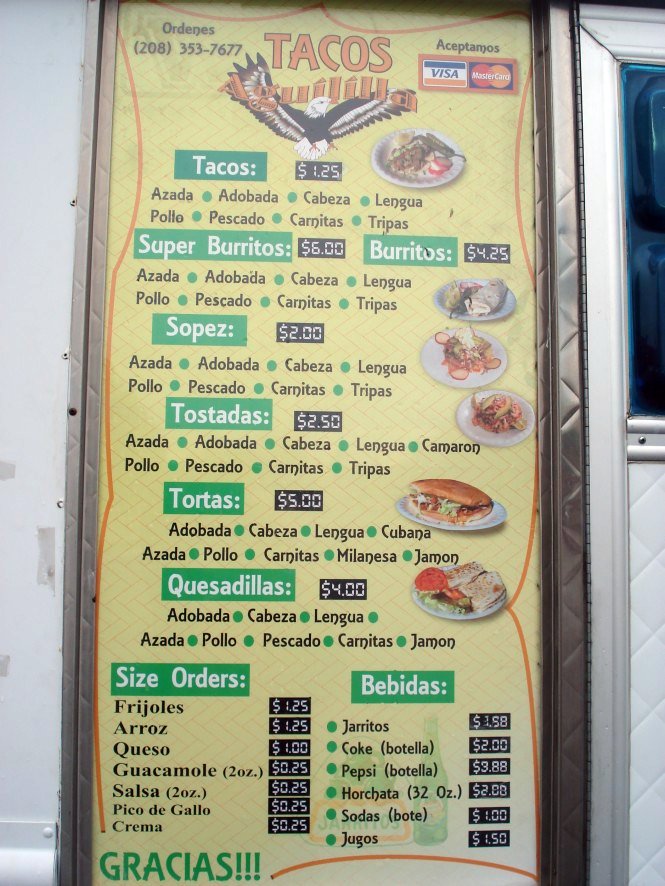 Ordenes
(208) 353-7677
TACOS
Aguililla
Aceptamos
VISA MasterCard
Tacos: $1.25
Azada • Adobada • Cabeza • Lengua
Pollo • Pescado • Carnitas • Tripas
Super Burritos: $6.00 Burritos: $4.25
Azada • Adobada • Cabeza • Lengua
Pollo • Pescado • Carnitas • Tripas
Sopez: $2.00
Azada • Adobada • Cabeza • Lengua
Pollo • Pescado • Carnitas • Tripas
Tostadas: $2.50
Azada • Adobada • Cabeza • Lengua • Camaron
Pollo • Pescado • Carnitas • Tripas
Tortas: $5.00
Adobada • Cabeza • Lengua • Cubana
Azada • Pollo • Carnitas • Milanesa • Jamon
Quesadillas: $4.00
Adobada • Cabeza • Lengua •
Azada • Pollo • Pescado • Carnitas • Jamon
Size Orders:
Frijoles $1.25
Arroz $1.25
Queso $1.00
Guacamole (2oz.) $0.25
Salsa (2oz.) $0.25
Pico de Gallo $0.25
Crema $0.25
Bebidas:
• Jarritos
• Coke (botella) $2.00
• Pepsi (botella)
• Horchata (32 Oz.)
• Sodas (bote) $1.00
• Jugos $1.50
JARRITOS
GRACIAS!!!